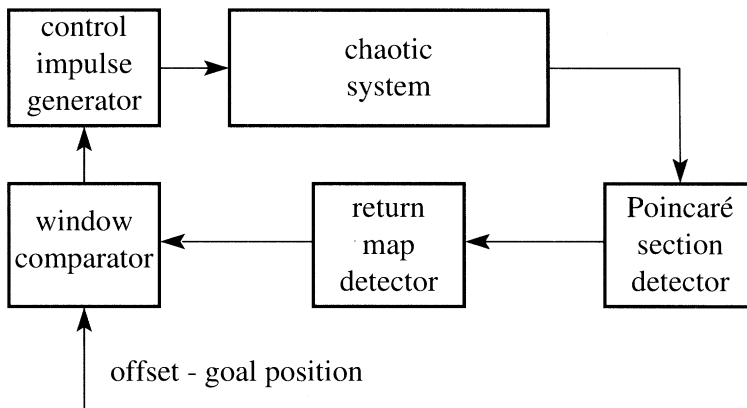 control
impulse
generator
chaotic
system
window
comparator
return
map
detector
Poincaré
section
detector
offset - goal position